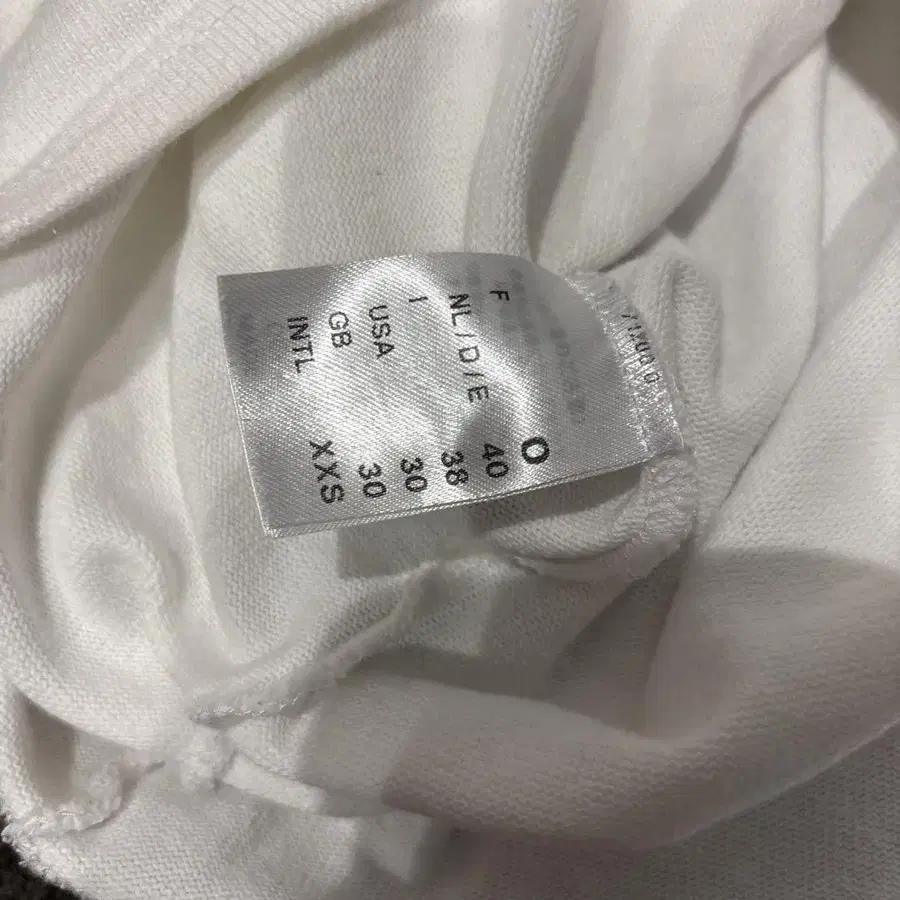 F 0
NL/D/E 40
I 38
USA 30
GB 30
INTL XXS